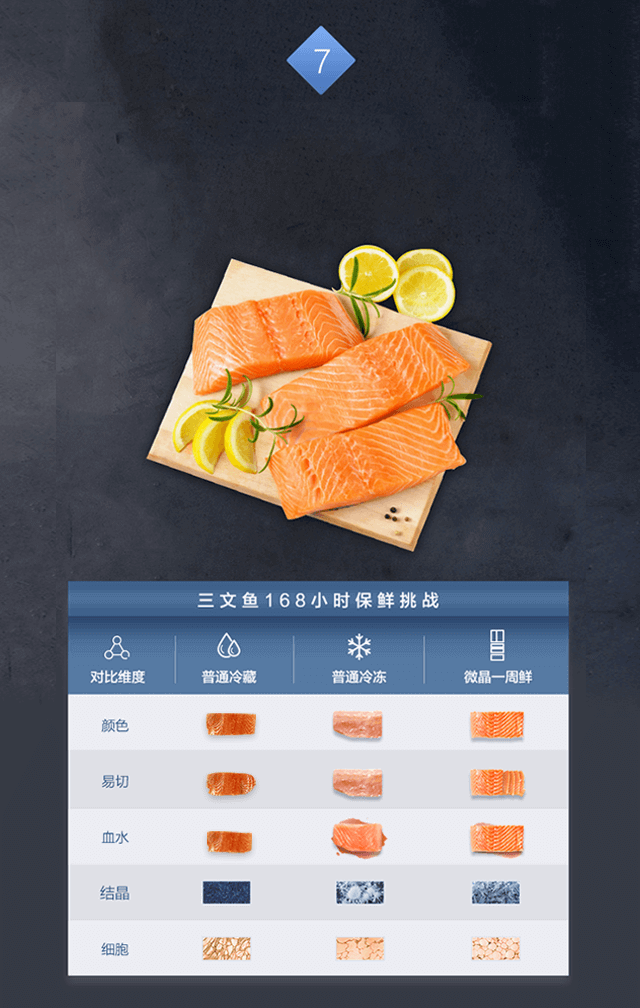 7
三文鱼168小时保鲜挑战
对比维度 普通冷藏 普通冷冻 微晶一周鲜
颜色
易切
血水
结晶
细胞